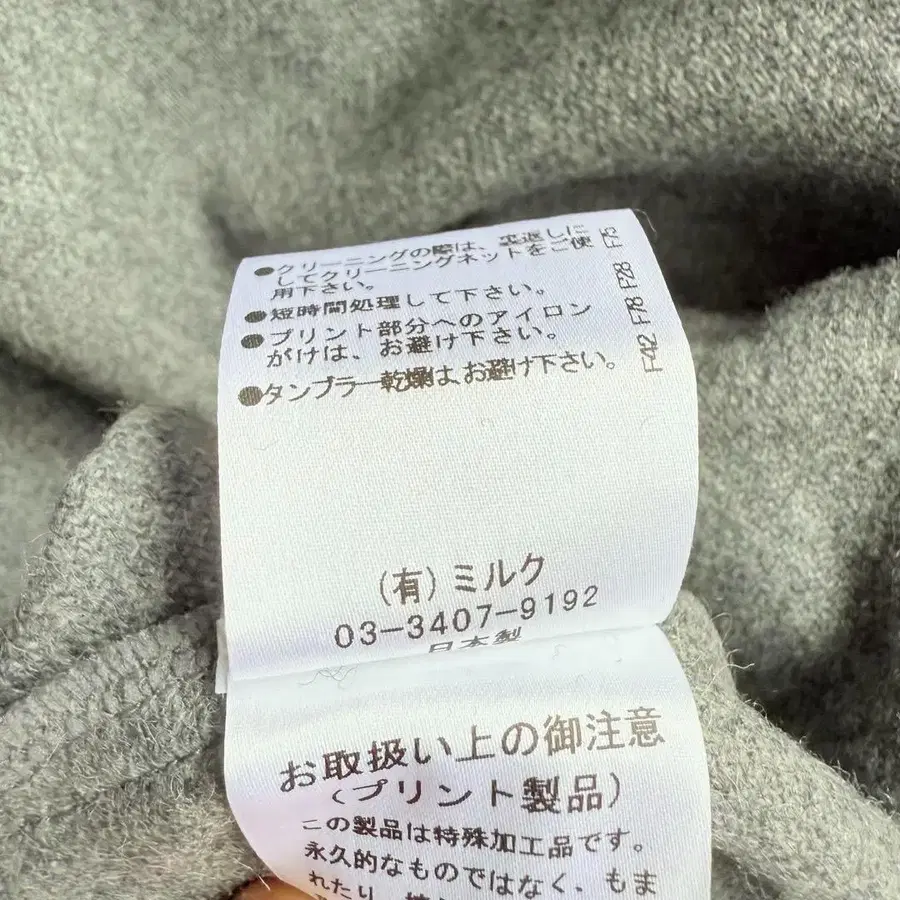 ●クリーニングの際は、裏返しに
してクリーニングネットをご使
用下さい。
●短時間処理して下さい。
●プリント部分へのアイロン
がけは、お避け下さい。
●タンブラー乾燥は、お避け下さい。
F42 F78 F28 F15
(有)ミルク
03-3407-9192
日本製
お取扱い上の御注意
(プリント製品)
この製品は特殊加工品です。
永久的なものではなく、もま
れたり、